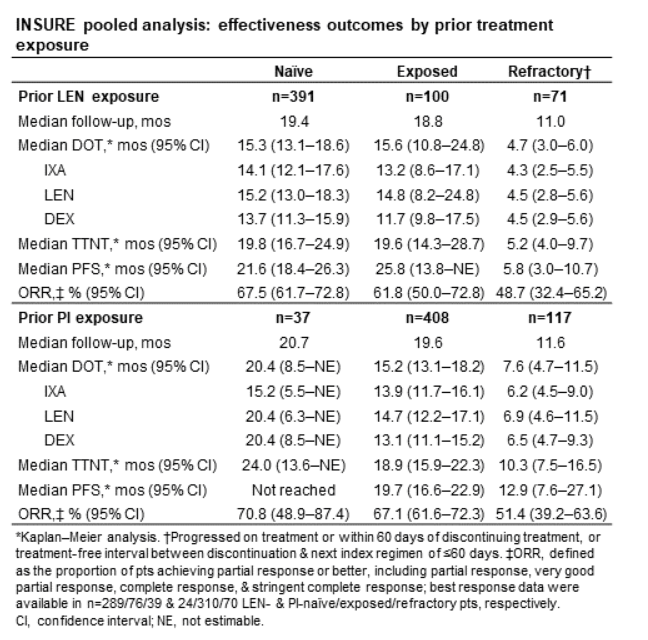 INSURE pooled analysis: effectiveness outcomes by prior treatment
exposure
Naïve Exposed Refractory†
Prior LEN exposure n=391 n=100 n=71
Median follow-up, mos 19.4 18.8 11.0
Median DOT,* mos (95% CI) 15.3 (13.1–18.6) 15.6 (10.8–24.8) 4.7 (3.0–6.0)
IXA 14.1 (12.1–17.6) 13.2 (8.6–17.1) 4.3 (2.5–5.5)
LEN 15.2 (13.0–18.3) 14.8 (8.2–24.8) 4.5 (2.8–5.6)
DEX 13.7 (11.3–15.9) 11.7 (9.8–17.5) 4.5 (2.9–5.6)
Median TTNT,* mos (95% CI) 19.8 (16.7–24.9) 19.6 (14.3–28.7) 5.2 (4.0–9.7)
Median PFS,* mos (95% CI) 21.6 (18.4–26.3) 25.8 (13.8–NE) 5.8 (3.0–10.7)
ORR,‡ % (95% CI) 67.5 (61.7–72.8) 61.8 (50.0–72.8) 48.7 (32.4–65.2)
Prior PI exposure n=37 n=408 n=117
Median follow-up, mos 20.7 19.6 11.6
Median DOT,* mos (95% CI) 20.4 (8.5–NE) 15.2 (13.1–18.2) 7.6 (4.7–11.5)
IXA 15.2 (5.5–NE) 13.9 (11.7–16.1) 6.2 (4.5–9.0)
LEN 20.4 (6.3–NE) 14.7 (12.2–17.1) 6.9 (4.6–11.5)
DEX 20.4 (8.5–NE) 13.1 (11.1–15.2) 6.5 (4.7–9.3)
Median TTNT,* mos (95% CI) 24.0 (13.6–NE) 18.9 (15.9–22.3) 10.3 (7.5–16.5)
Median PFS,* mos (95% CI) Not reached 19.7 (16.6–22.9) 12.9 (7.6–27.1)
ORR,‡ % (95% CI) 70.8 (48.9–87.4) 67.1 (61.6–72.3) 51.4 (39.2–63.6)
*Kaplan–Meier analysis. †Progressed on treatment or within 60 days of discontinuing treatment, or
treatment-free interval between discontinuation & next index regimen of ≤60 days. ‡ORR, defined
as the proportion of pts achieving partial response or better, including partial response, very good
partial response, complete response, & stringent complete response; best response data were
available in n=289/76/39 & 24/310/70 LEN- & PI-naïve/exposed/refractory pts, respectively.
CI, confidence interval; NE, not estimable.